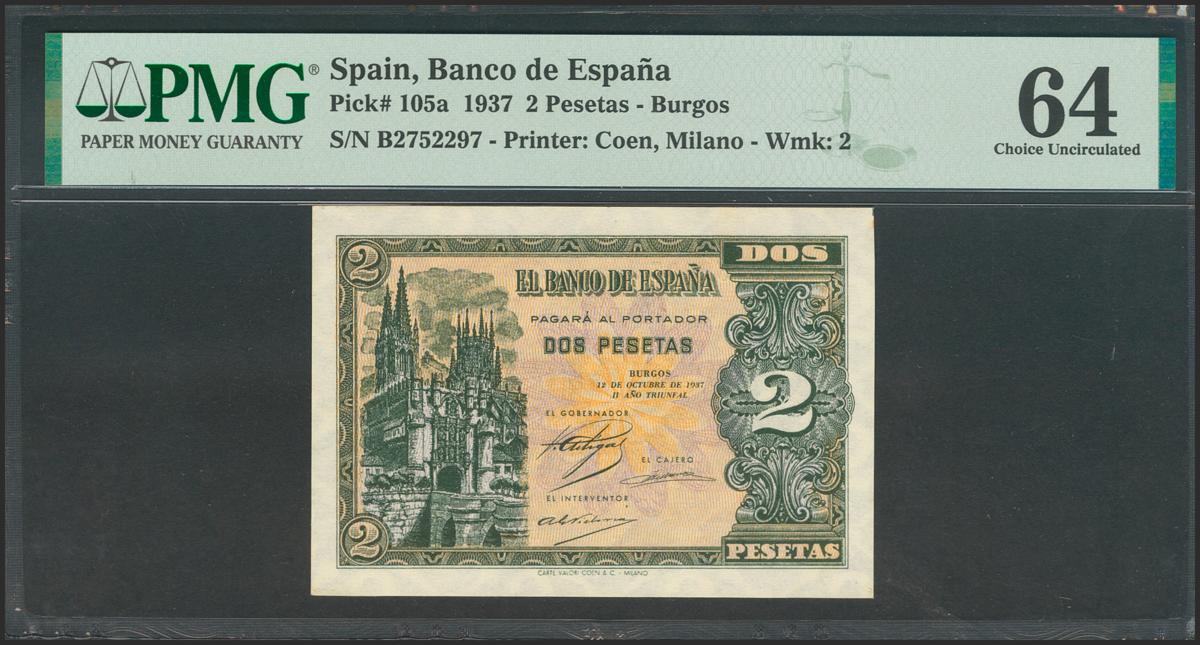 PMG®
PAPER MONEY GUARANTY
Spain, Banco de España
Pick# 105a 1937 2 Pesetas - Burgos
S/N B2752297 - Printer: Coen, Milano - Wmk: 2
64
Choice Uncirculated
2
DOS
EL BANCO DE ESPAÑA
PAGARÁ AL PORTADOR
DOS PESETAS
BURGOS
12 DE OCTUBRE DE 1937
II AÑO TRIUNFAL
2
EL GOBERNADOR
EL CAJERO
EL INTERVENTOR
2
PESETAS
CARTE VALORI COEN & C. - MILANO